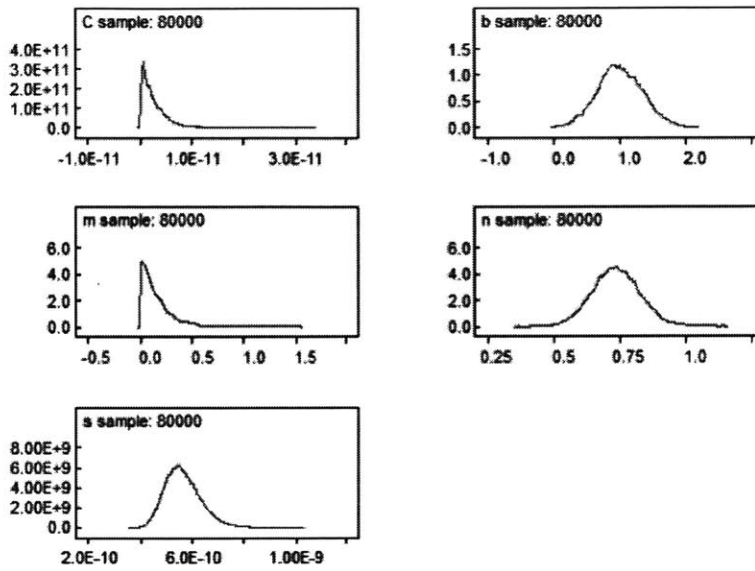 C sample: 80000
4.0E+11
3.0E+11
2.0E+11
1.0E+11
0.0
-1.0E-11 1.0E-11 3.0E-11
b sample: 80000
1.5
1.0
0.5
0.0
-1.0 0.0 1.0 2.0
m sample: 80000
6.0
4.0
2.0
0.0
-0.5 0.0 0.5 1.0 1.5
n sample: 80000
6.0
4.0
2.0
0.0
0.25 0.5 0.75 1.0
s sample: 80000
8.00E+9
6.00E+9
4.00E+9
2.00E+9
0.0
2.0E-10 6.0E-10 1.00E-9